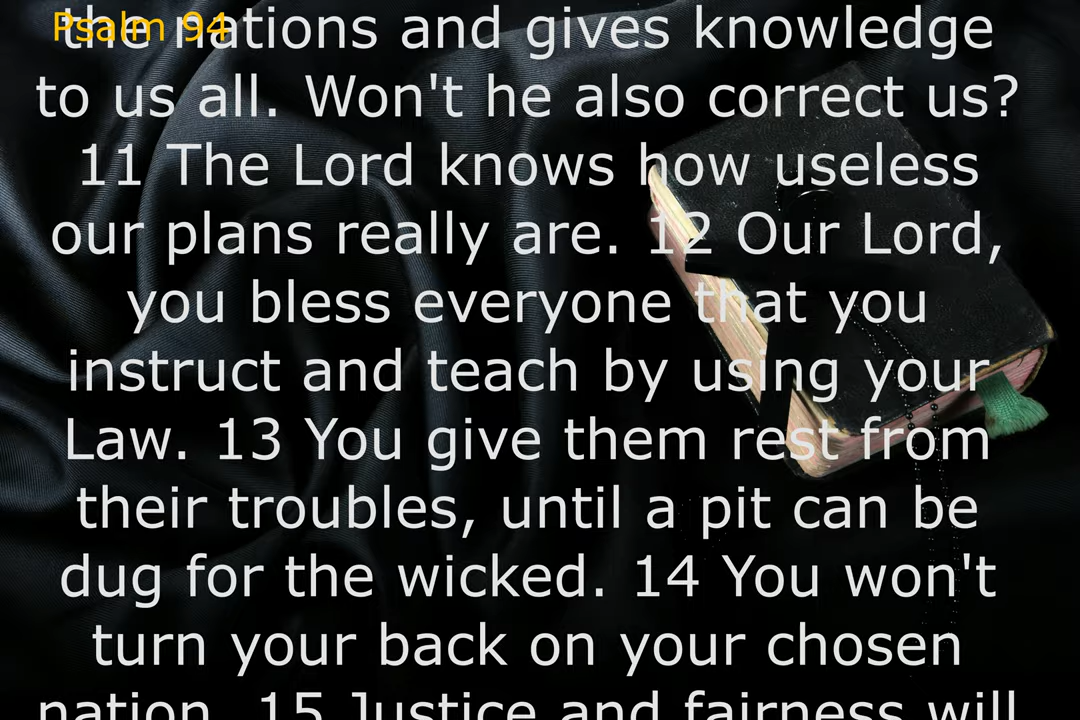 Psalm 94
the nations and gives knowledge
to us all. Won't he also correct us?
11 The Lord knows how useless
our plans really are. 12 Our Lord,
you bless everyone that you
instruct and teach by using your
Law. 13 You give them rest from
their troubles, until a pit can be
dug for the wicked. 14 You won't
turn your back on your chosen
nation. 15 Justice and fairness will